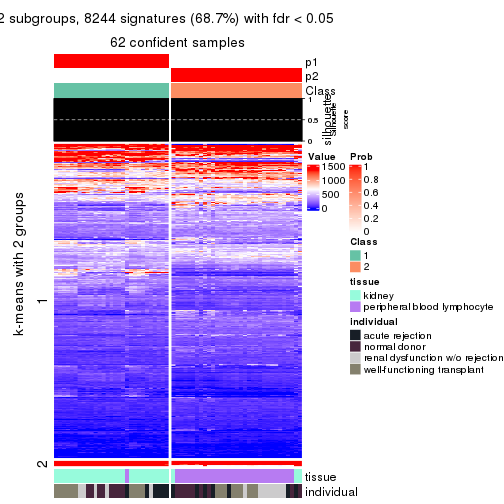 2 subgroups, 8244 signatures (68.7%) with fdr < 0.05
62 confident samples
p1
p2
Class
1
0.5
0
silhouette
Silhouette
score
k-means with 2 groups
1
2
tissue
individual
Value
1500
1000
500
0
Prob
1
0.8
0.6
0.4
0.2
0
Class
1
2
tissue
kidney
peripheral blood lymphocyte
individual
acute rejection
normal donor
renal dysfunction w/o rejection
well-functioning transplant